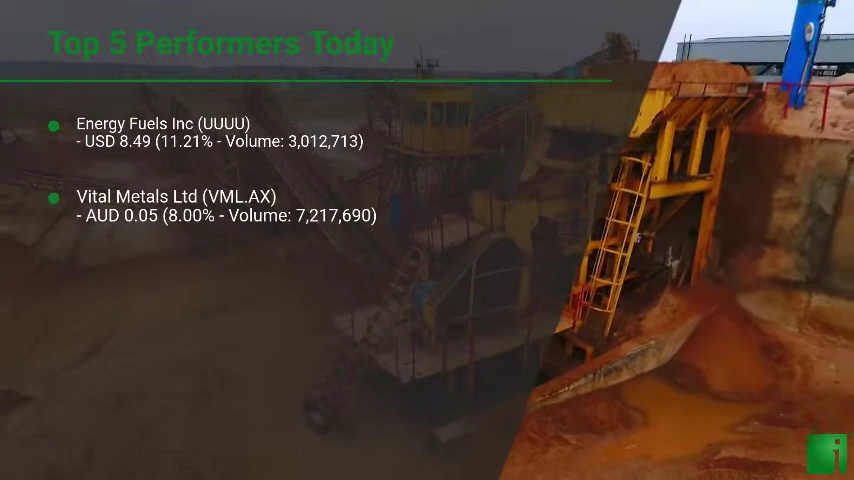 Top 5 Performers Today
Energy Fuels Inc (UUUU)
- USD 8.49 (11.21% - Volume: 3,012,713)
Vital Metals Ltd (VML.AX)
- AUD 0.05 (8.00% - Volume: 7,217,690)
i